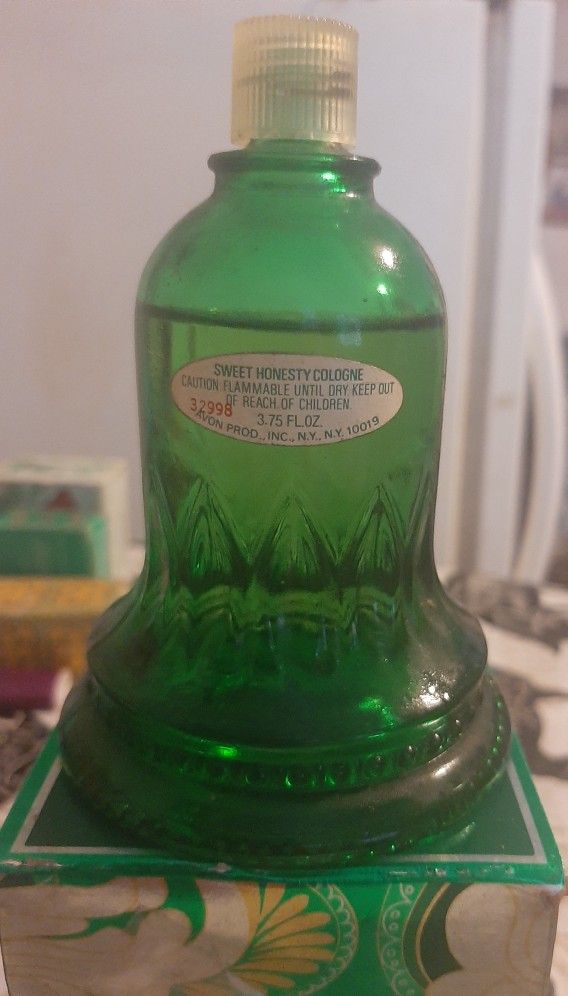 SWEET HONESTY COLOGNE
CAUTION FLAMMABLE UNTIL DRY KEEP OUT
OF REACH OF CHILDREN
32998
3.75 FL.OZ.
AVON PROD., INC., N.Y., N.Y. 10019